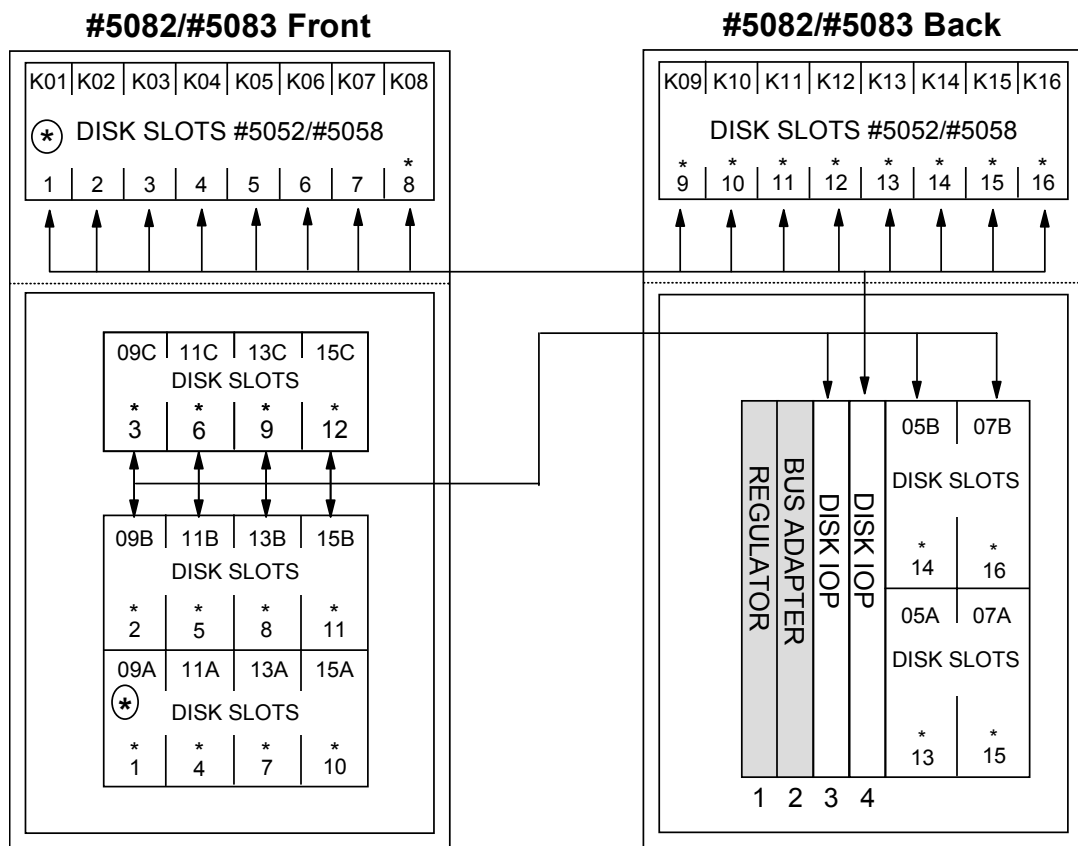 #5082/#5083 Front
K01 K02 K03 K04 K05 K06 K07 K08
* DISK SLOTS #5052/#5058
*
1 2 3 4 5 6 7 8
09C 11C 13C 15C
DISK SLOTS
* * * *
3 6 9 12
09B 11B 13B 15B
DISK SLOTS
* * * *
2 5 8 11
09A 11A 13A 15A
* DISK SLOTS
* * * *
1 4 7 10
#5082/#5083 Back
K09 K10 K11 K12 K13 K14 K15 K16
DISK SLOTS #5052/#5058
* * * * * * * *
9 10 11 12 13 14 15 16
REGULATOR
BUS ADAPTER
DISK IOP
DISK IOP
05B 07B
DISK SLOTS
* *
14 16
05A 07A
DISK SLOTS
* *
13 15
1 2 3 4